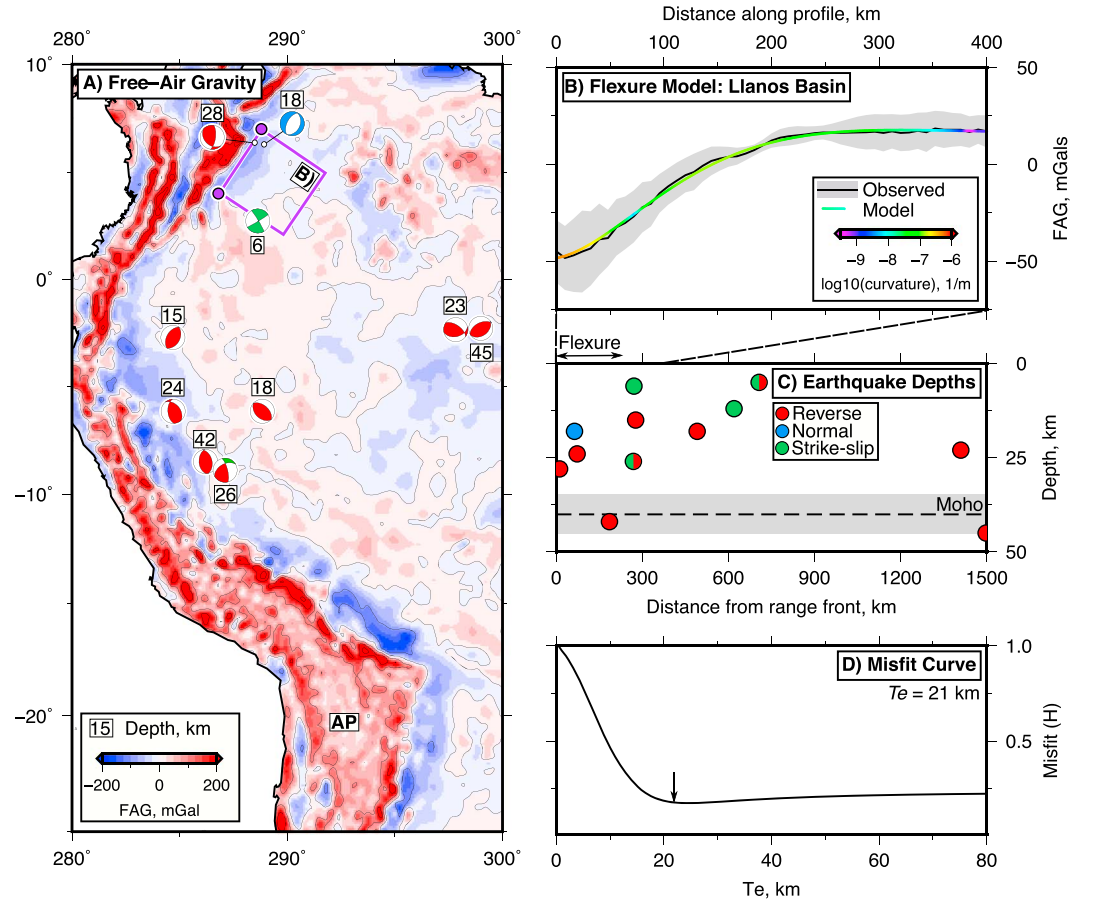 280° 290° 300°
10°
0°
−10°
−20°
280° 290° 300°
A) Free−Air Gravity
28
18
B)
6
15
23
45
24
18
42
26
AP
15 Depth, km
−200 0 200
FAG, mGal
Distance along profile, km
0 100 200 300 400
B) Flexure Model: Llanos Basin
50
0
−50
FAG, mGals
Observed
Model
−9 −8 −7 −6
log10(curvature), 1/m
Flexure
C) Earthquake Depths
Reverse
Normal
Strike-slip
Moho
0
25
50
Depth, km
0 300 600 900 1200 1500
Distance from range front, km
D) Misfit Curve
Te = 21 km
1.0
0.5
Misfit (H)
0 20 40 60 80
Te, km